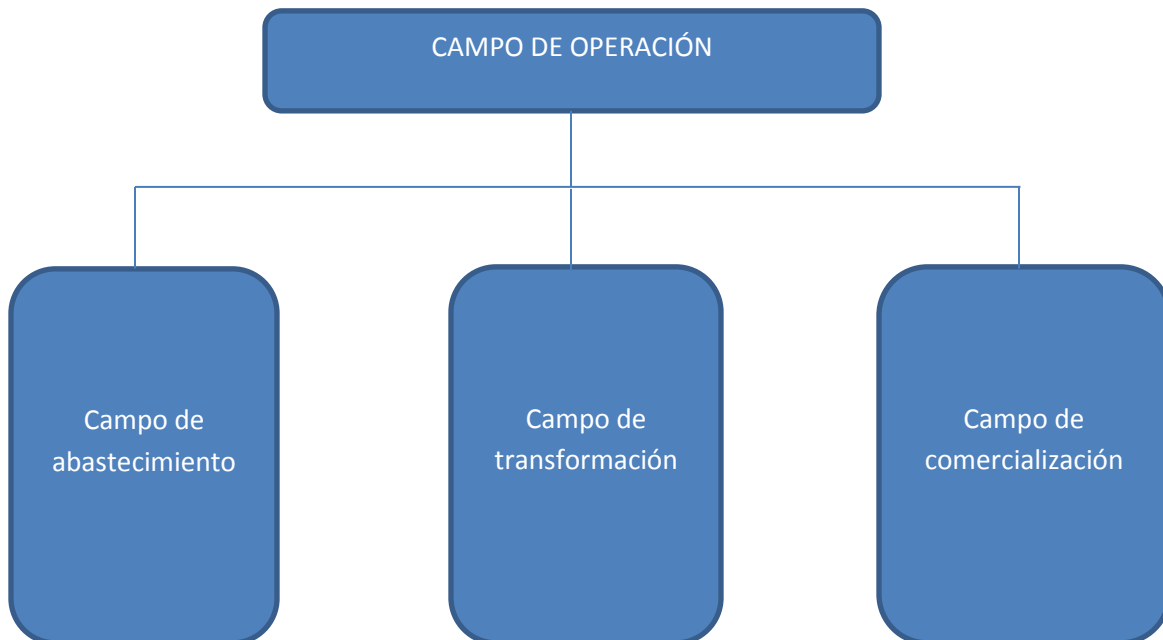 CAMPO DE OPERACIÓN
Campo de
abastecimiento
Campo de
transformación
Campo de
comercialización